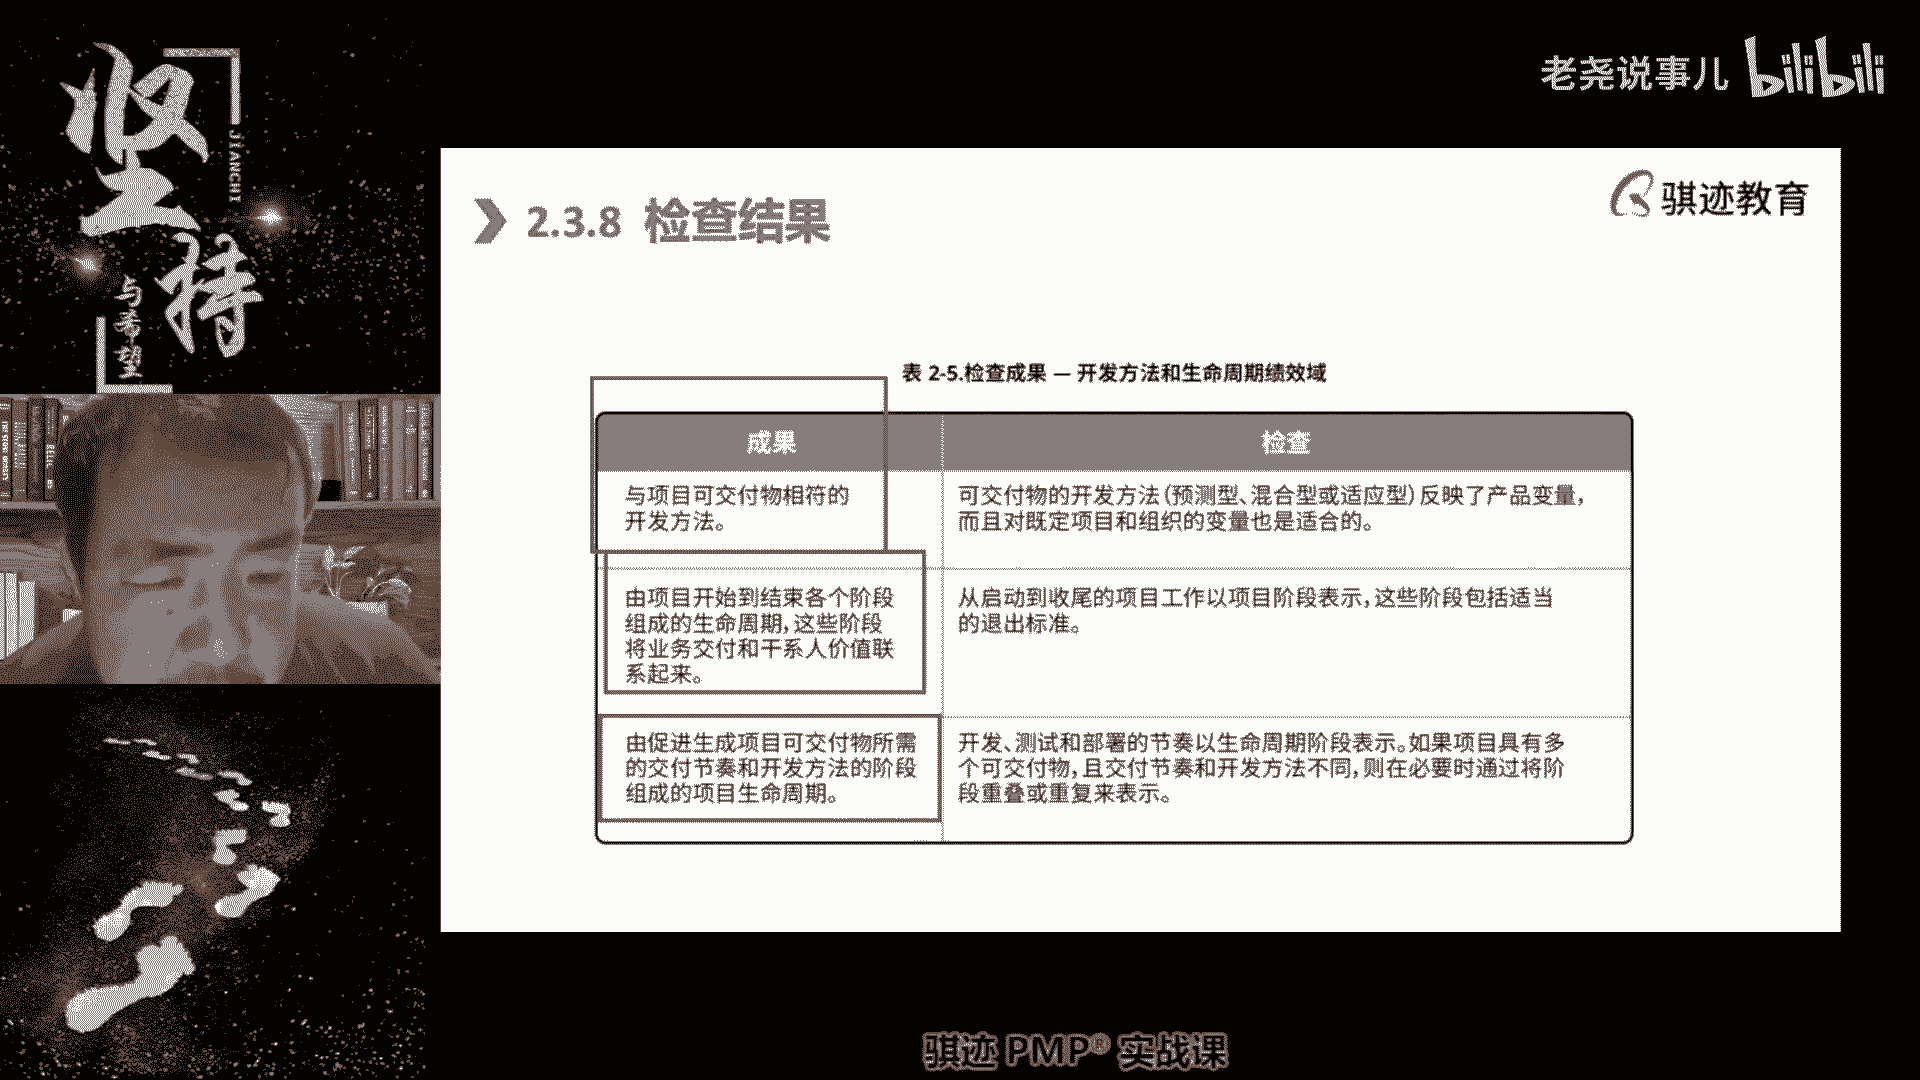 坚持
JIANCHI
与希望
老尧说事儿 bilibili
骐迹教育
2.3.8 检查结果
表 2-5.检查成果 — 开发方法和生命周期绩效域
成果
检查
与项目可交付物相符的
开发方法。
可交付物的开发方法（预测型、混合型或适应型）反映了产品变量，
而且对既定项目和组织的变量也是适合的。
由项目开始到结束各个阶段
组成的生命周期，这些阶段
将业务交付和干系人价值联
系起来。
从启动到收尾的项目工作以项目阶段表示，这些阶段包括适当
的退出标准。
由促进生成项目可交付物所需
的交付节奏和开发方法的阶段
组成的项目生命周期。
开发、测试和部署的节奏以生命周期阶段表示。如果项目具有多
个可交付物，且交付节奏和开发方法不同，则在必要时通过将阶
段重叠或重复来表示。
骐迹 PMP® 实战课